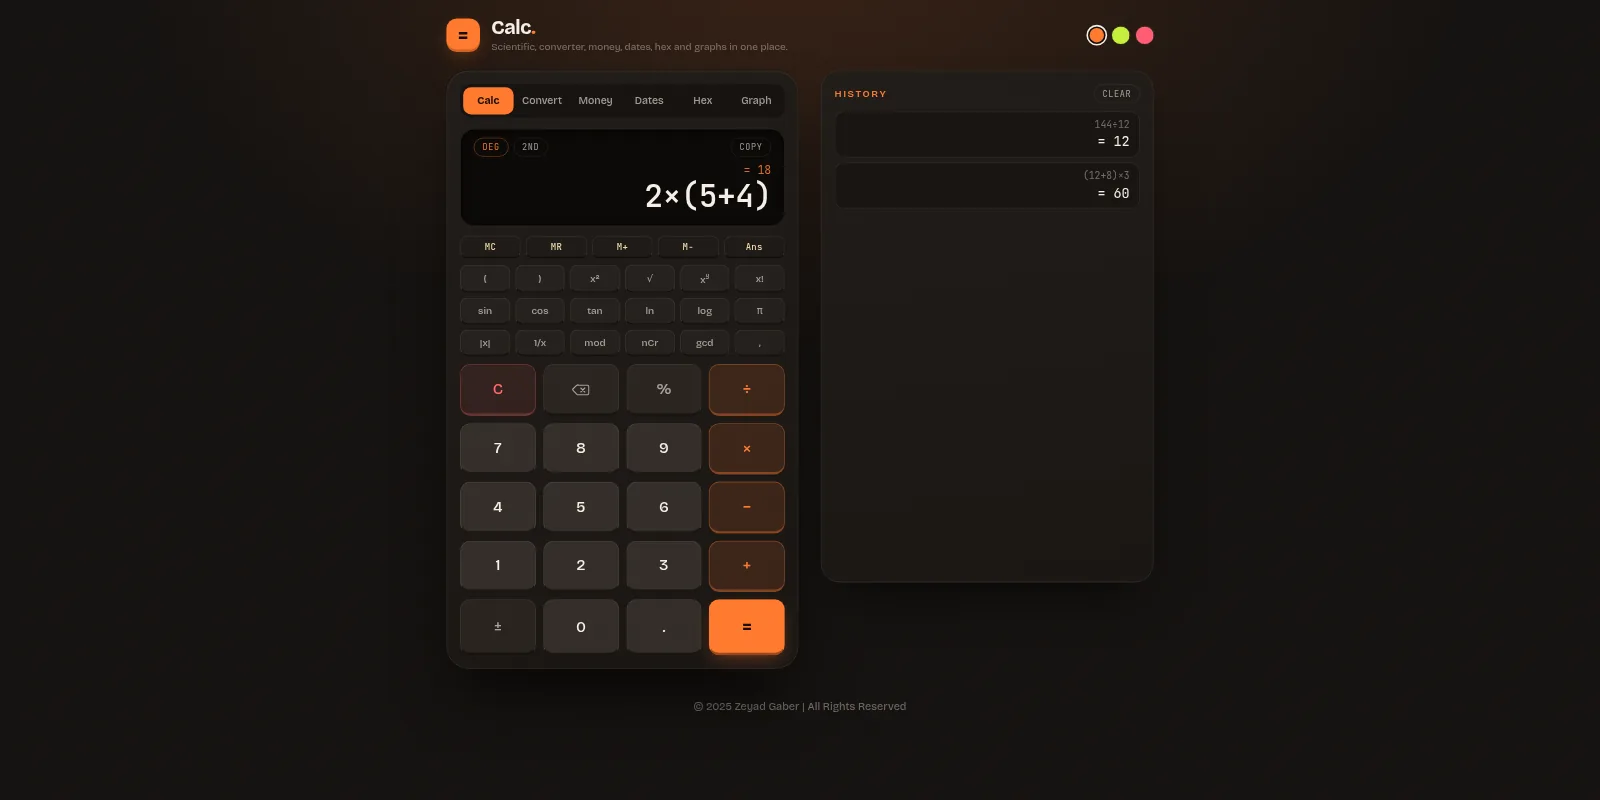 =
Calc.
Scientific, converter, money, dates, hex and graphs in one place.
Calc Convert Money Dates Hex Graph
DEG 2ND COPY
= 18
2×(5+4)
MC MR M+ M- Ans
( ) x² √ xʸ x!
sin cos tan ln log π
|x| 1/x mod nCr gcd ,
C % ÷
7 8 9 ×
4 5 6 −
1 2 3 +
± 0 . =
HISTORY CLEAR
144÷12
= 12
(12+8)×3
= 60
© 2025 Zeyad Gaber | All Rights Reserved